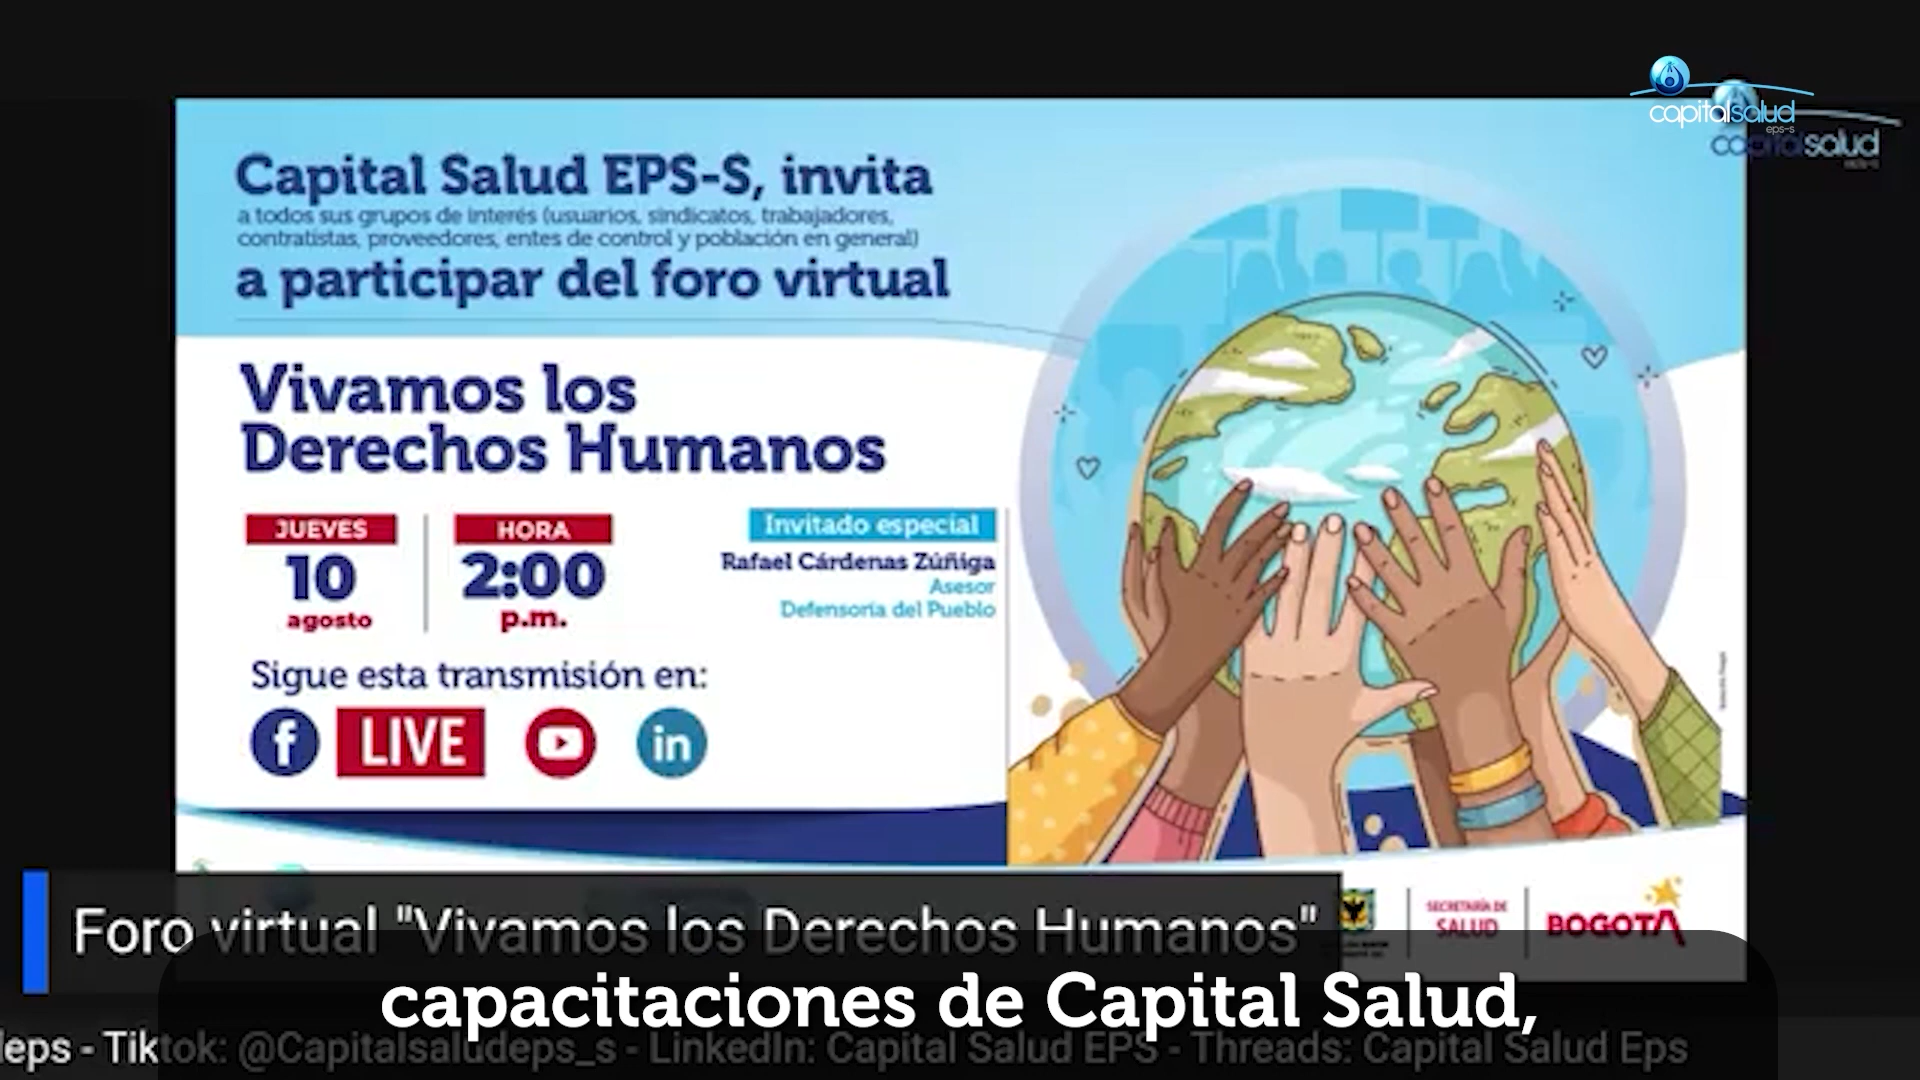 capitalsalud
eps-s
capitalsalud
Capital Salud EPS-S, invita
a todos sus grupos de interés (usuarios, sindicatos, trabajadores,
contratistas, proveedores, entes de control y población en general)
a participar del foro virtual
Vivamos los
Derechos Humanos
JUEVES
10
agosto
HORA
2:00
p.m.
Invitado especial
Rafael Cárdenas Zúñiga
Asesor
Defensoría del Pueblo
Sigue esta transmisión en:
f LIVE in
SECRETARÍA DE
SALUD
BOGOTÁ
Foro virtual "Vivamos los Derechos Humanos"
capacitaciones de Capital Salud,
deps - Tiktok: @Capitalsaludeps_s - LinkedIn: Capital Salud EPS - Threads: Capital Salud Eps